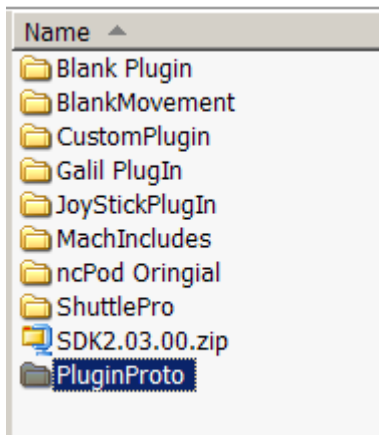 Name
Blank Plugin
BlankMovement
CustomPlugin
Galil PlugIn
JoyStickPlugIn
MachIncludes
ncPod Oringial
ShuttlePro
SDK2.03.00.zip
PluginProto